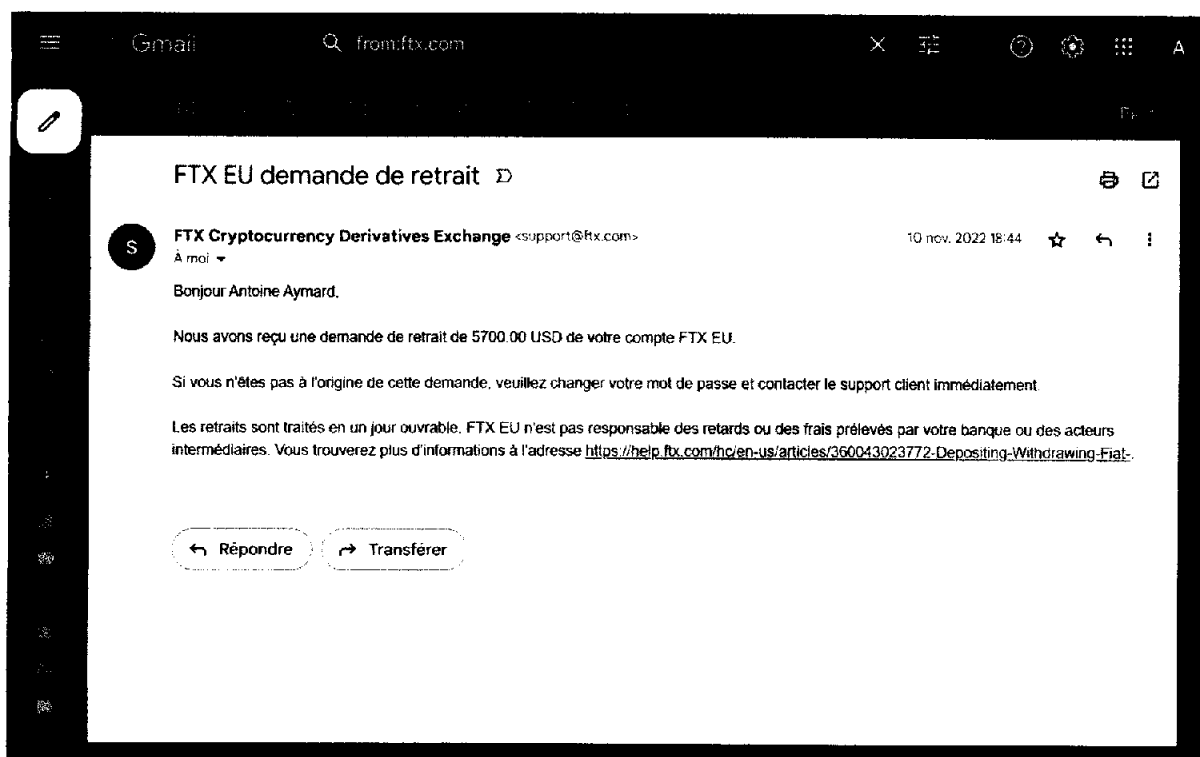 Gmail
from:ftx.com
A
FTX EU demande de retrait
S
FTX Cryptocurrency Derivatives Exchange <support@ftx.com>
10 nov. 2022 18:44
À moi
Bonjour Antoine Aymard,
Nous avons reçu une demande de retrait de 5700.00 USD de votre compte FTX EU.
Si vous n'êtes pas à l'origine de cette demande, veuillez changer votre mot de passe et contacter le support client immédiatement.
Les retraits sont traités en un jour ouvrable. FTX EU n'est pas responsable des retards ou des frais prélevés par votre banque ou des acteurs
intermédiaires. Vous trouverez plus d'informations à l'adresse https://help.ftx.com/hc/en-us/articles/360043023772-Depositing-Withdrawing-Fiat-.
Répondre
Transférer